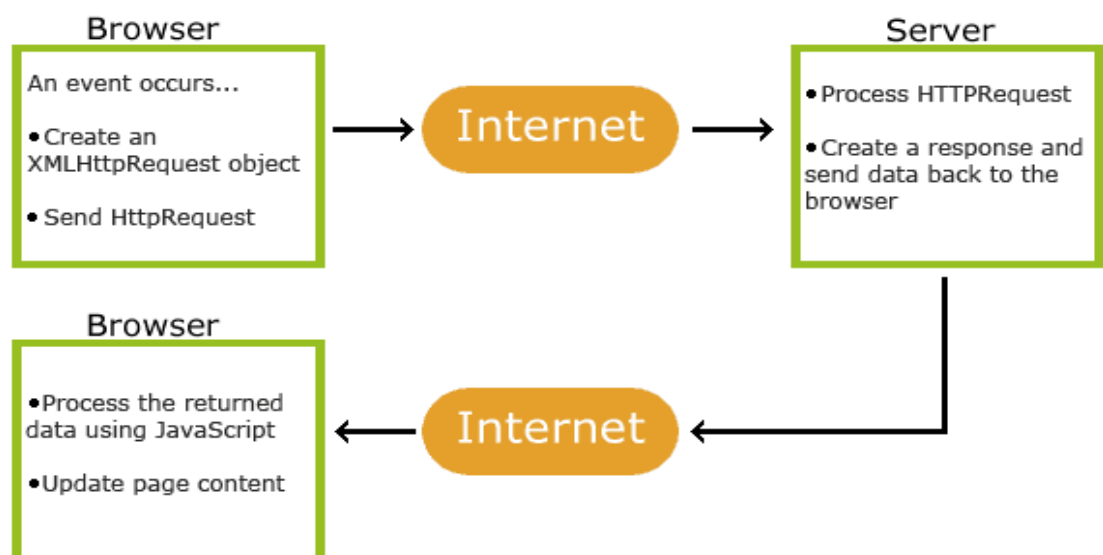 Browser
An event occurs...
•Create an
XMLHttpRequest object
•Send HttpRequest
Internet
Server
•Process HTTPRequest
•Create a response and
send data back to the
browser
Browser
•Process the returned
data using JavaScript
•Update page content
Internet